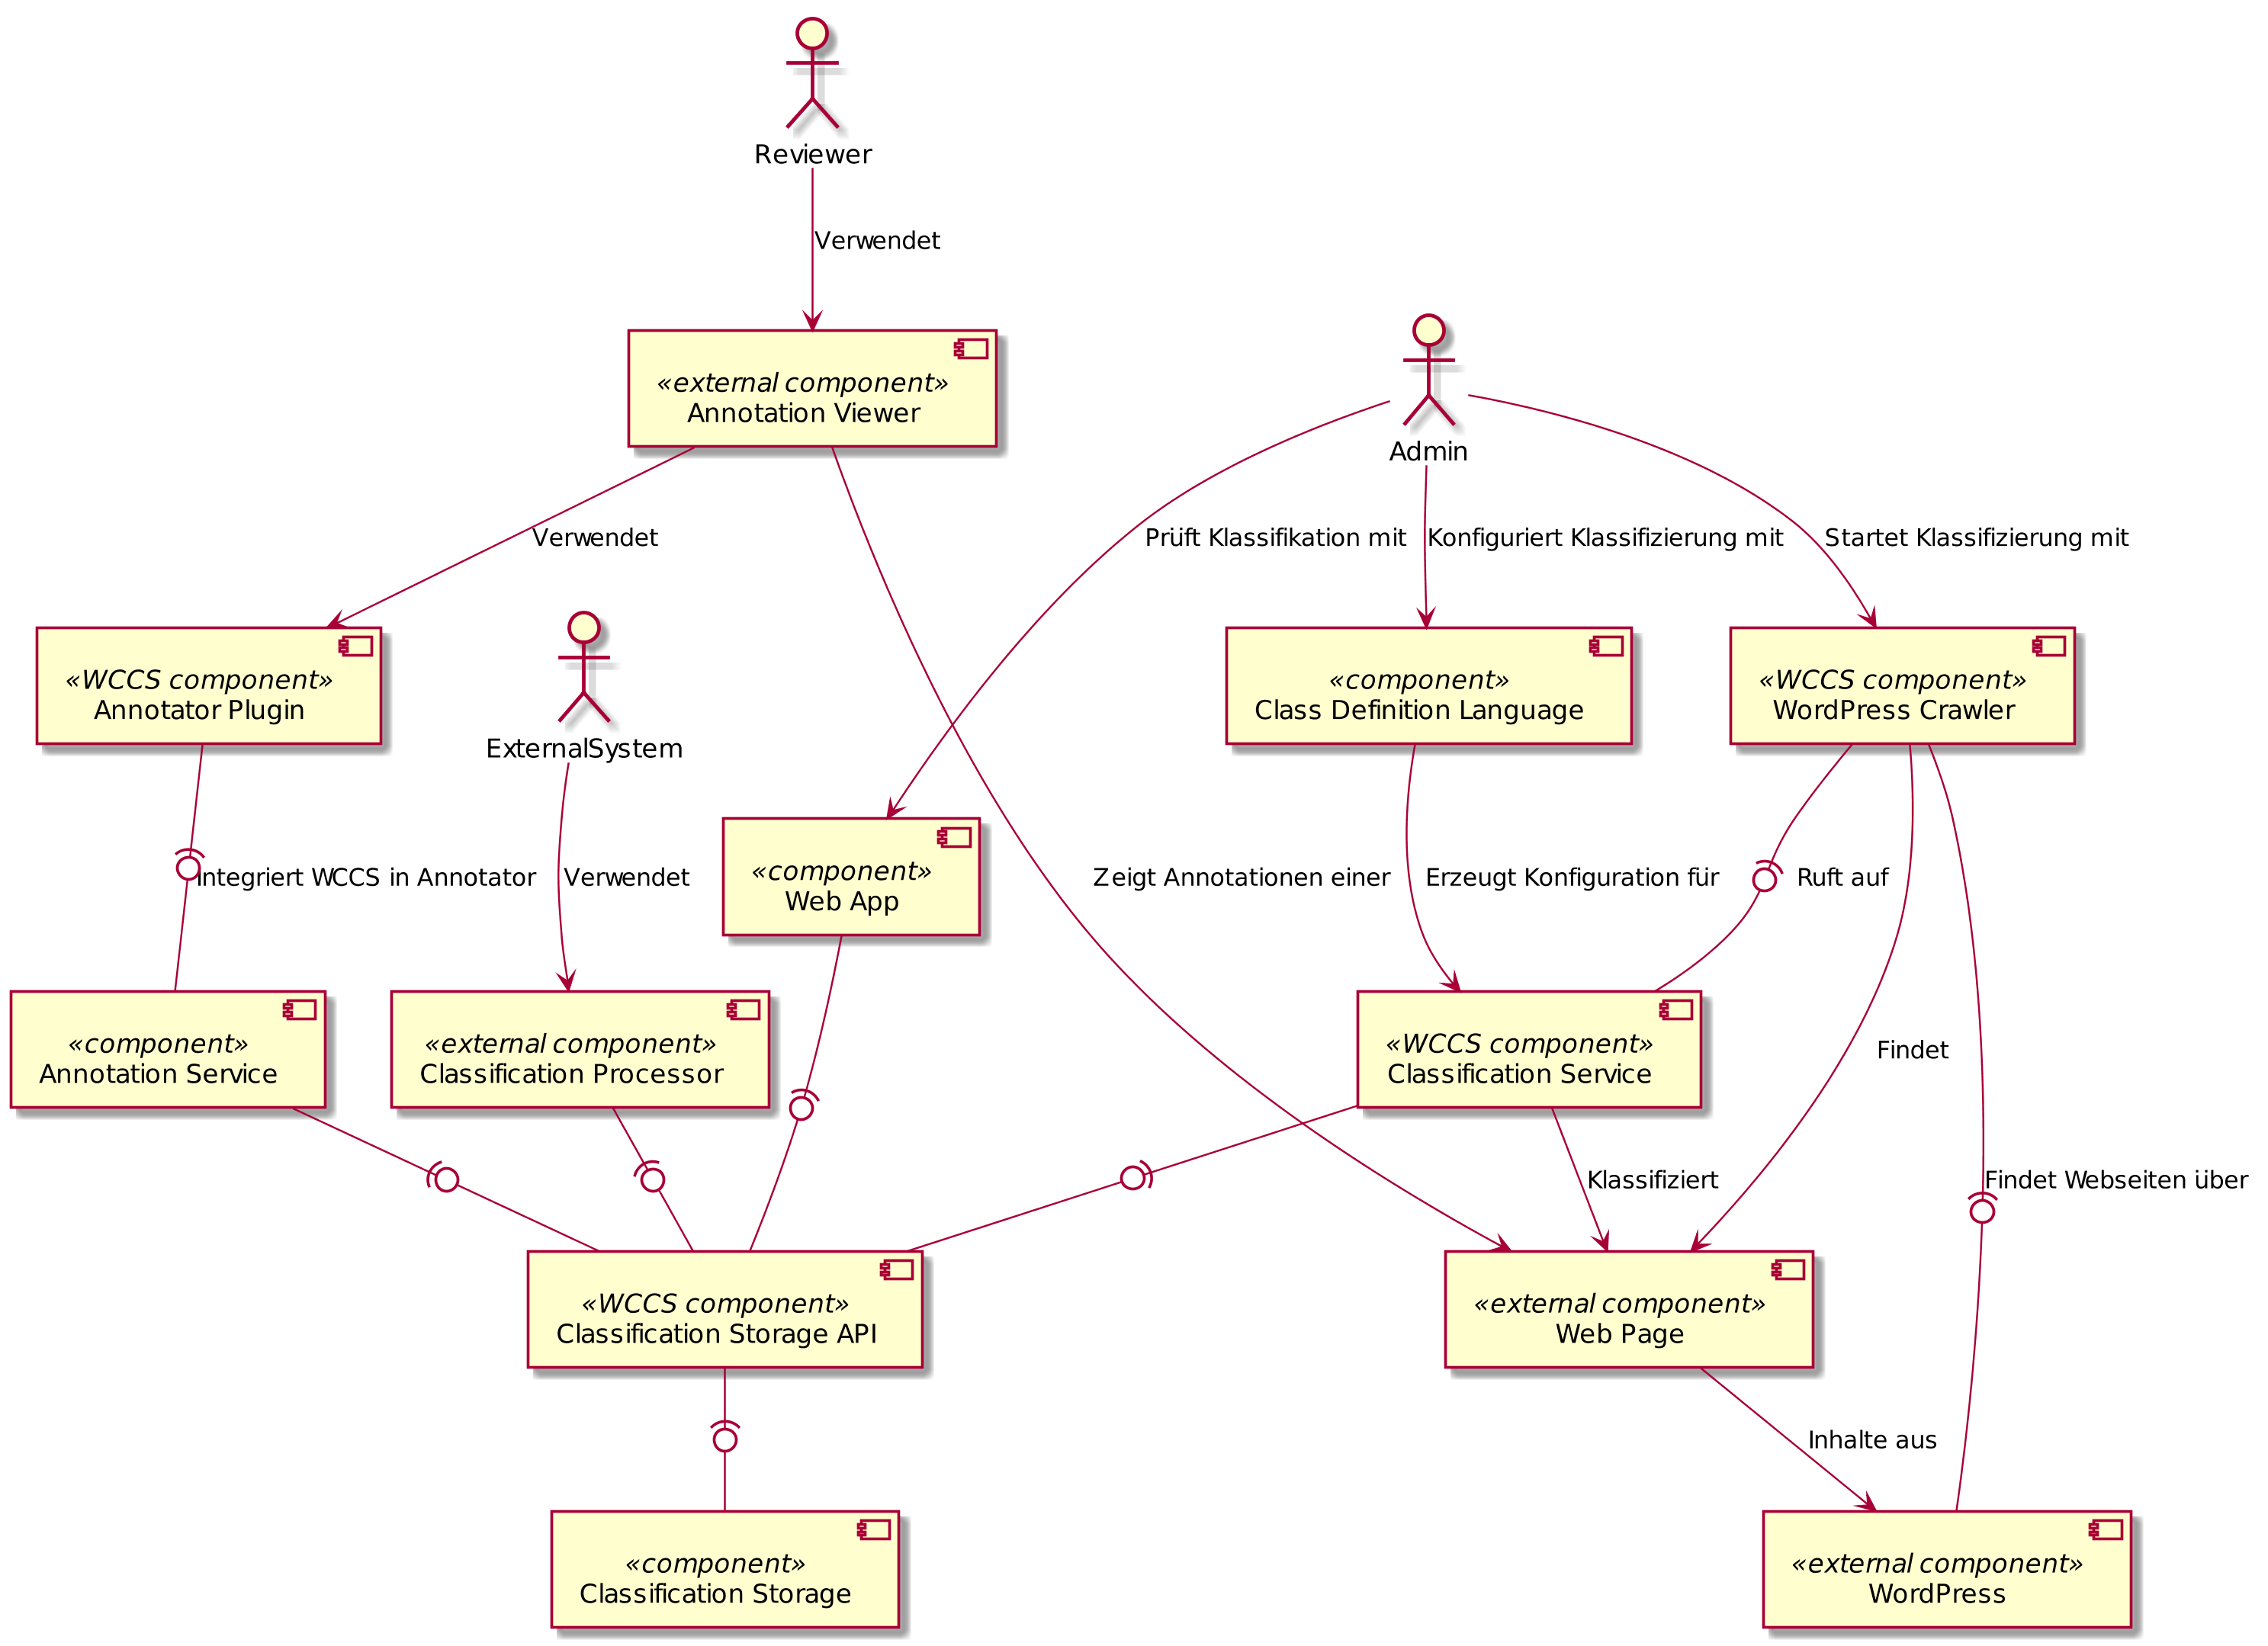 Reviewer
Verwendet
«external component»
Annotation Viewer
Admin
Verwendet
Prüft Klassifikation mit
Konfiguriert Klassifizierung mit
Startet Klassifizierung mit
«WCCS component»
Annotator Plugin
ExternalSystem
«component»
Class Definition Language
«WCCS component»
WordPress Crawler
Integriert WCCS in Annotator
Verwendet
«component»
Web App
Zeigt Annotationen einer
Erzeugt Konfiguration für
Ruft auf
«component»
Annotation Service
«external component»
Classification Processor
«WCCS component»
Classification Service
Findet
Klassifiziert
Findet Webseiten über
«WCCS component»
Classification Storage API
«external component»
Web Page
Inhalte aus
«component»
Classification Storage
«external component»
WordPress